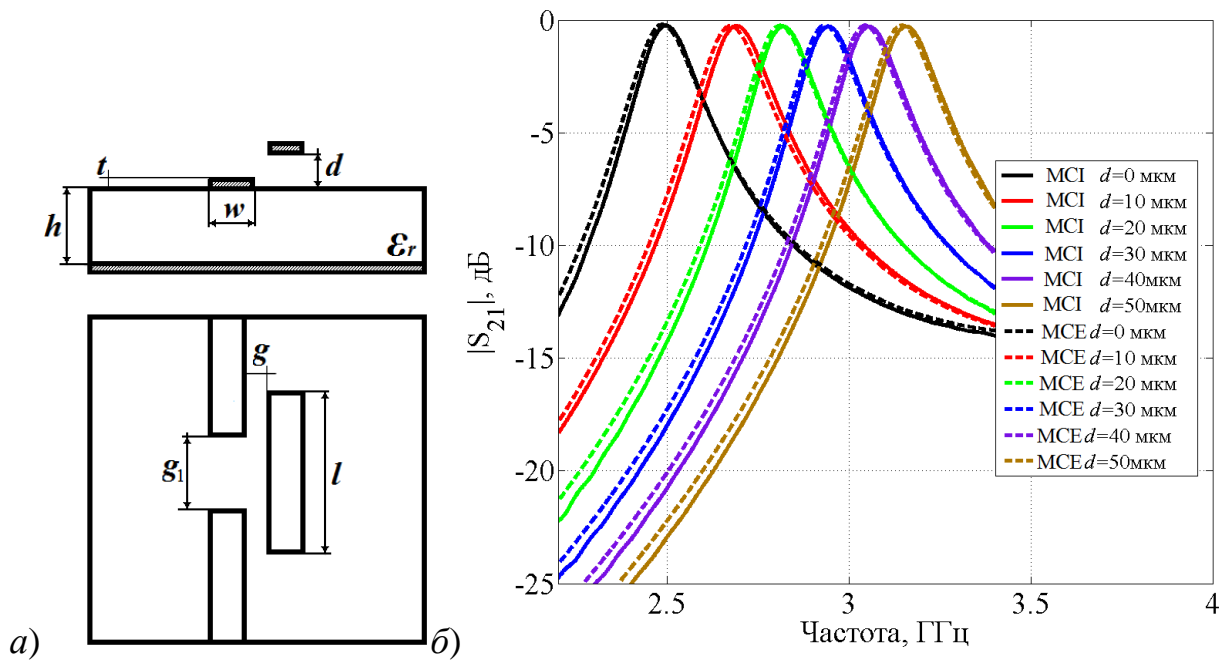 t
d
w
h
εr
g
g1
l
а)
0
-5
-10
-15
-20
-25
|S21|, дБ
2.5
3
3.5
4
Частота, ГГц
MCI d=0 мкм
MCI d=10 мкм
MCI d=20 мкм
MCI d=30 мкм
MCI d=40мкм
MCI d=50мкм
MCE d=0 мкм
MCE d=10 мкм
MCE d=20 мкм
MCE d=30 мкм
MCE d=40 мкм
MCE d=50мкм
б)